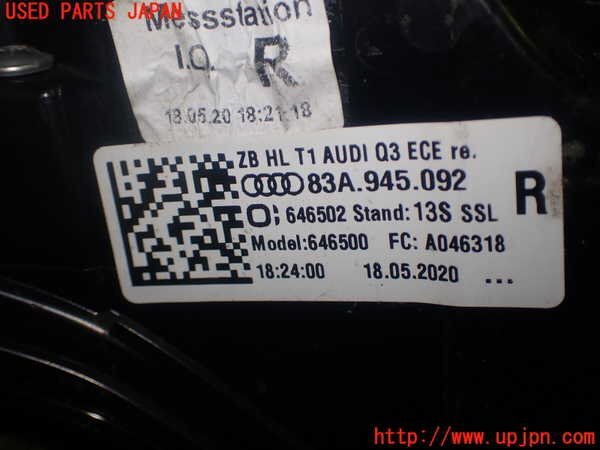 USED PARTS JAPAN
Messstation
I.O. R
18.05.20 18:21:18
ZB HL T1 AUDI Q3 ECE re.
83A.945.092
R
646502 Stand: 13S SSL
Model:646500 FC: A046318
18:24:00 18.05.2020 ...
http://www.upjpn.com/